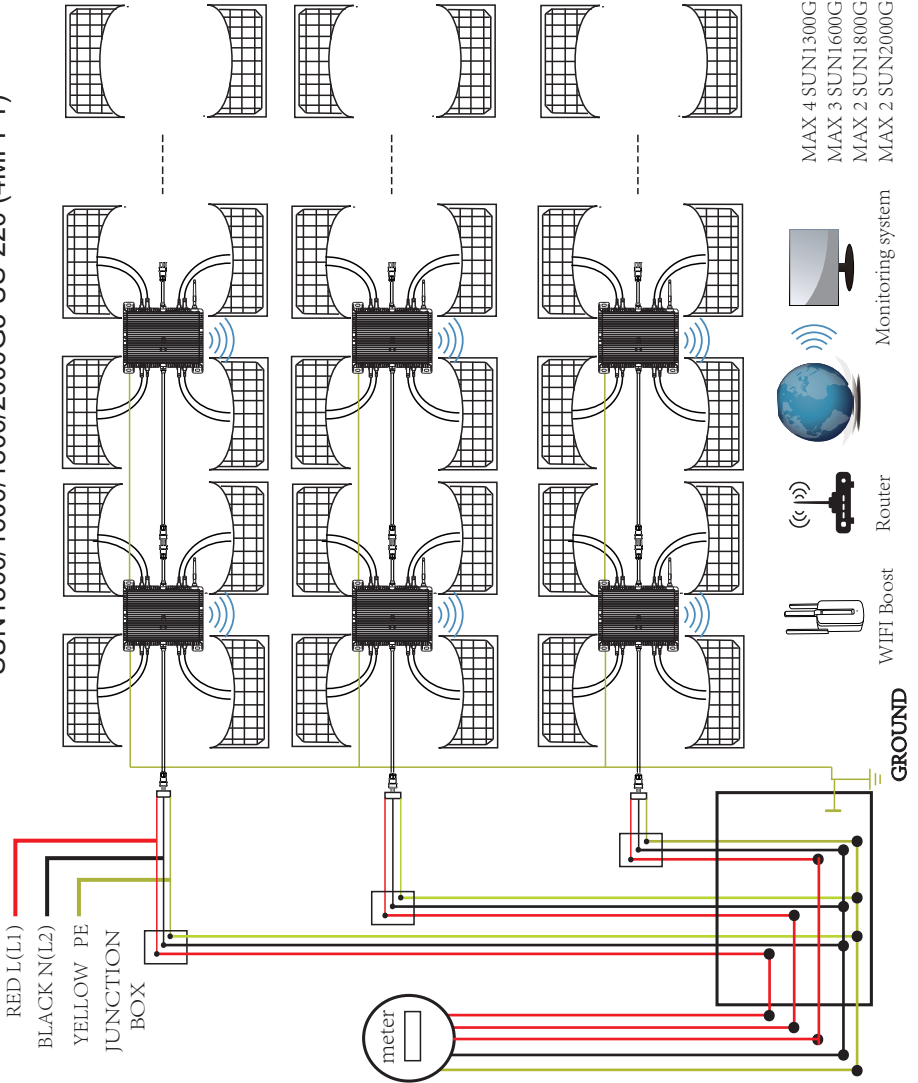 RED L(L1)
BLACK N(L2)
YELLOW PE
JUNCTION
BOX
meter
GROUND
WIFI Boost
Router
Monitoring system
MAX 4 SUN1300G
MAX 3 SUN1600G
MAX 2 SUN1800G
MAX 2 SUN2000G